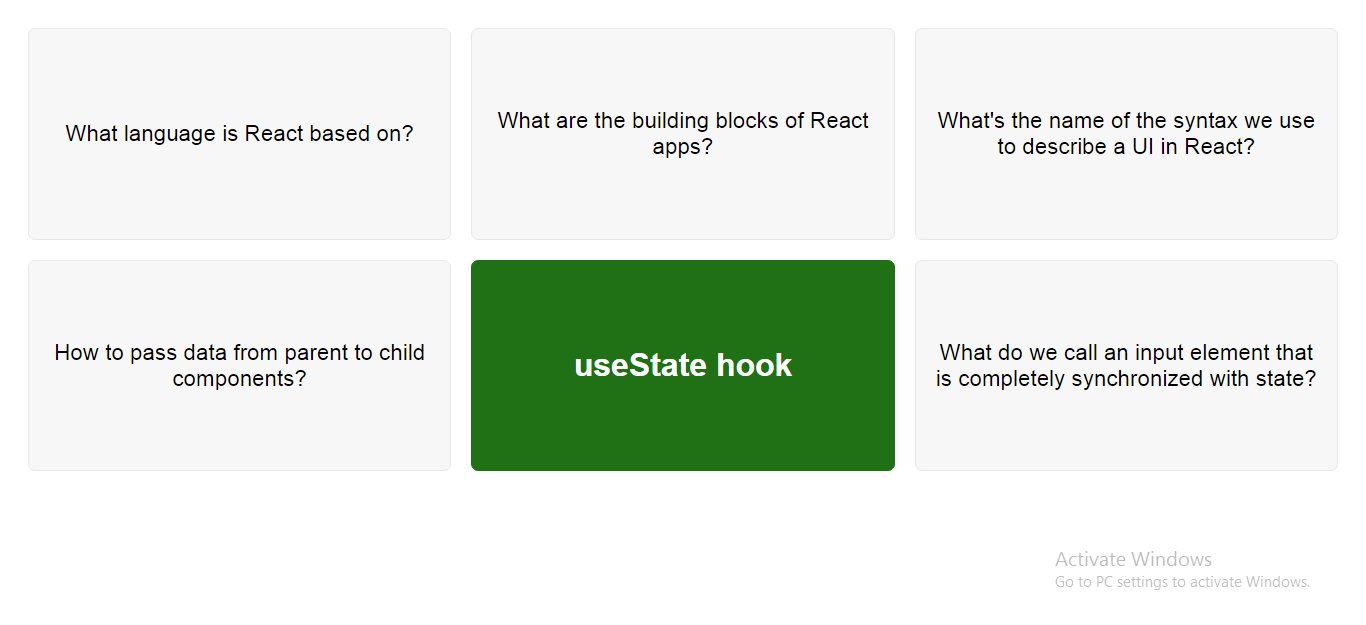 What language is React based on?
What are the building blocks of React
apps?
What's the name of the syntax we use
to describe a UI in React?
How to pass data from parent to child
components?
useState hook
What do we call an input element that
is completely synchronized with state?
Activate Windows
Go to PC settings to activate Windows.